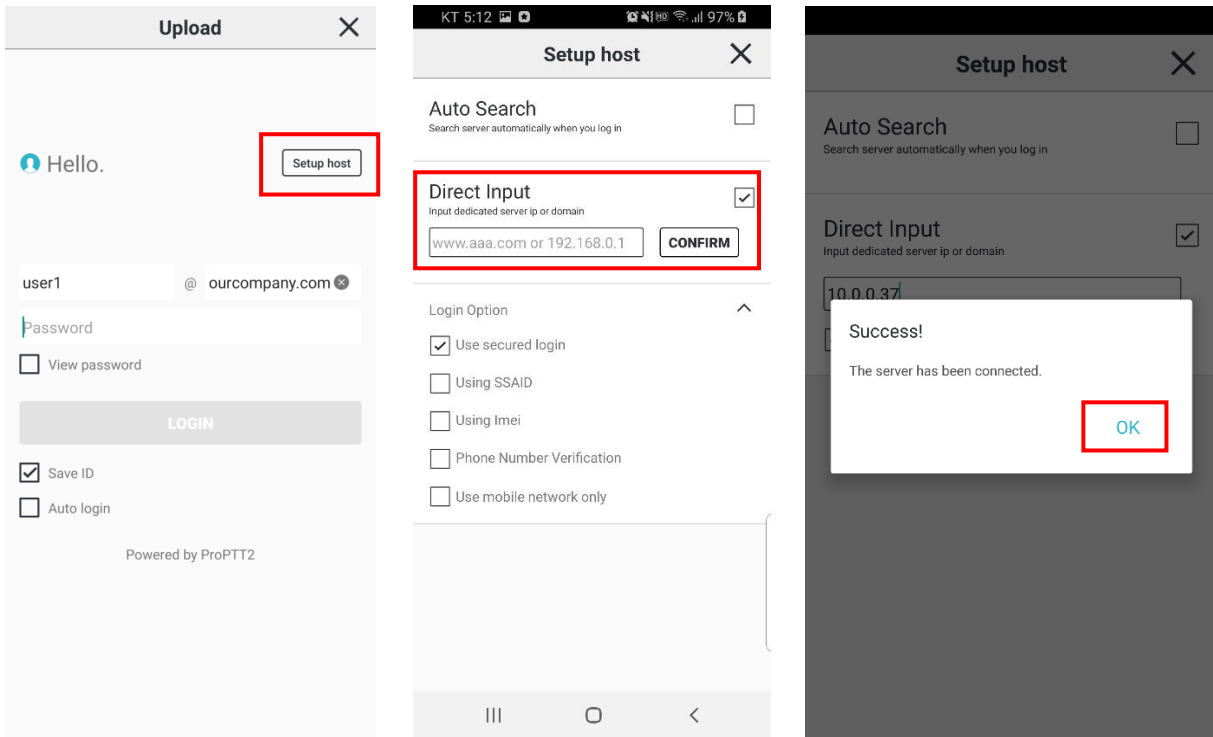 Upload
Hello.
Setup host
user1 @ ourcompany.com
Password
View password
LOGIN
Save ID
Auto login
Powered by ProPTT2
KT 5:12 97%
Setup host
Auto Search
Search server automatically when you log in
Direct Input
Input dedicated server ip or domain
www.aaa.com or 192.168.0.1 CONFIRM
Login Option
Use secured login
Using SSAID
Using Imei
Phone Number Verification
Use mobile network only
Setup host
Auto Search
Search server automatically when you log in
Direct Input
Input dedicated server ip or domain
10.0.0.37
Success!
The server has been connected.
OK